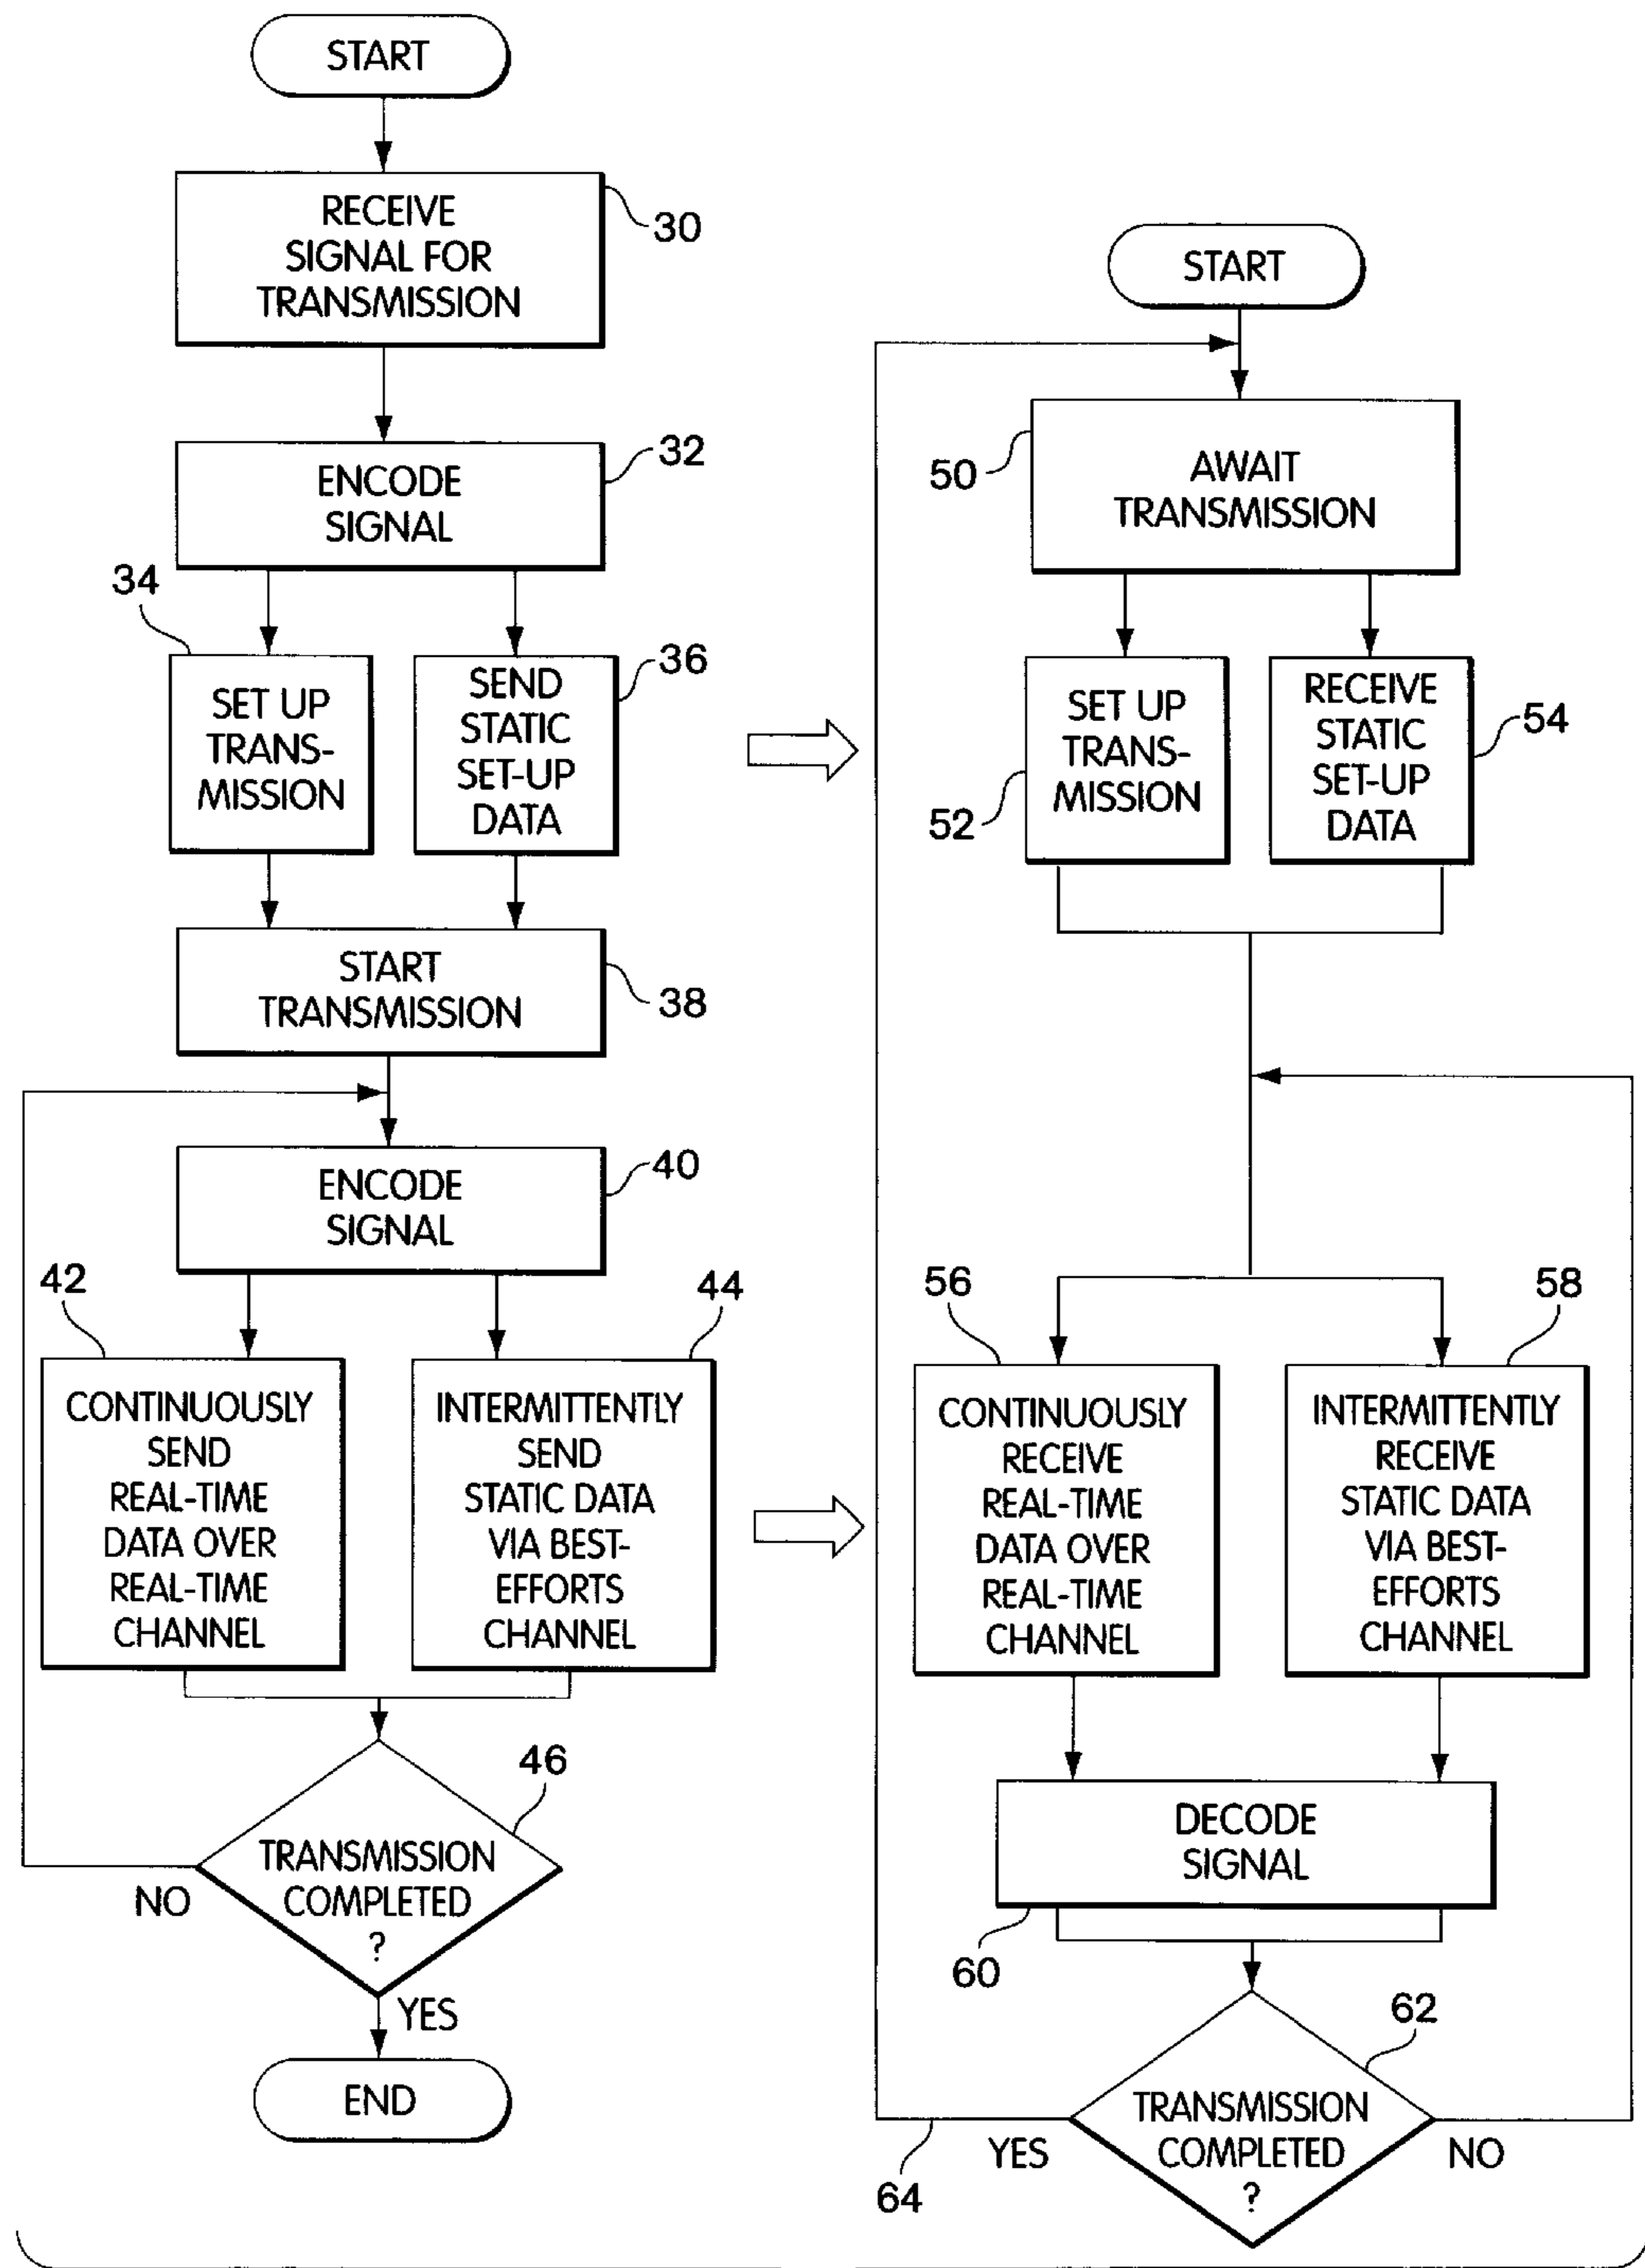 START
RECEIVE
SIGNAL FOR
TRANSMISSION
30
ENCODE
SIGNAL
32
34
SET UP
TRANS-
MISSION
SEND
STATIC
SET-UP
DATA
36
START
TRANSMISSION
38
ENCODE
SIGNAL
40
42
CONTINUOUSLY
SEND
REAL-TIME
DATA OVER
REAL-TIME
CHANNEL
44
INTERMITTENTLY
SEND
STATIC DATA
VIA BEST-
EFFORTS
CHANNEL
46
TRANSMISSION
COMPLETED
?
NO
YES
END
START
50
AWAIT
TRANSMISSION
SET UP
TRANS-
MISSION
52
RECEIVE
STATIC
SET-UP
DATA
54
56
CONTINUOUSLY
RECEIVE
REAL-TIME
DATA OVER
REAL-TIME
CHANNEL
58
INTERMITTENTLY
RECEIVE
STATIC DATA
VIA BEST-
EFFORTS
CHANNEL
DECODE
SIGNAL
60
62
TRANSMISSION
COMPLETED
?
YES
NO
64